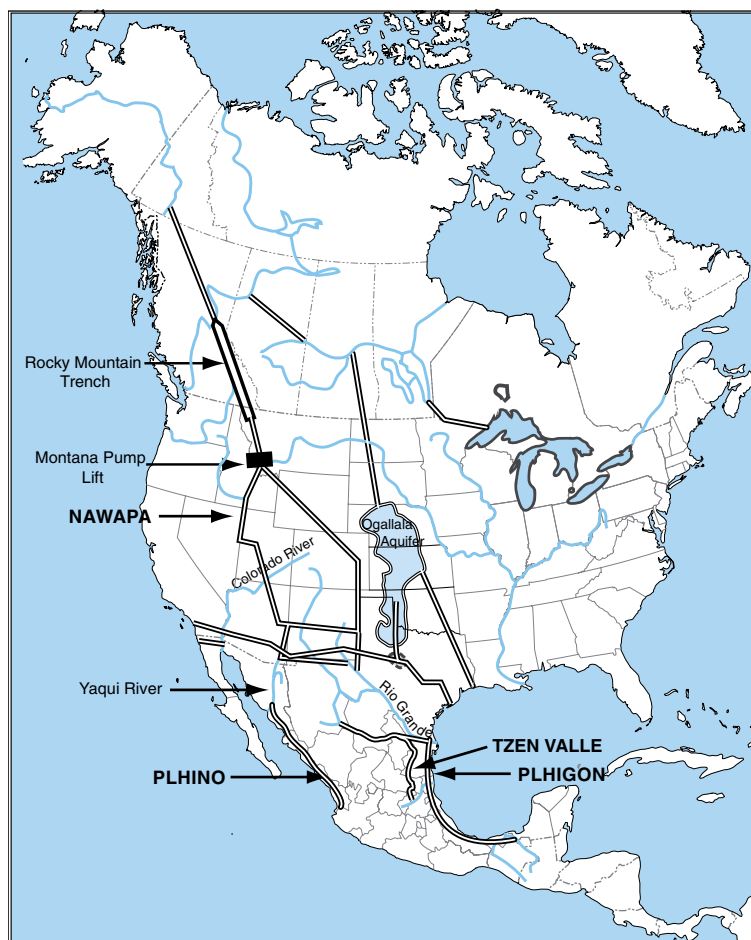 Rocky Mountain
Trench
Montana Pump
Lift
NAWAPA
Ogallala
Aquifer
Colorado River
Yaqui River
Rio Grande
TZEN VALLE
PLHINO
PLHIGON